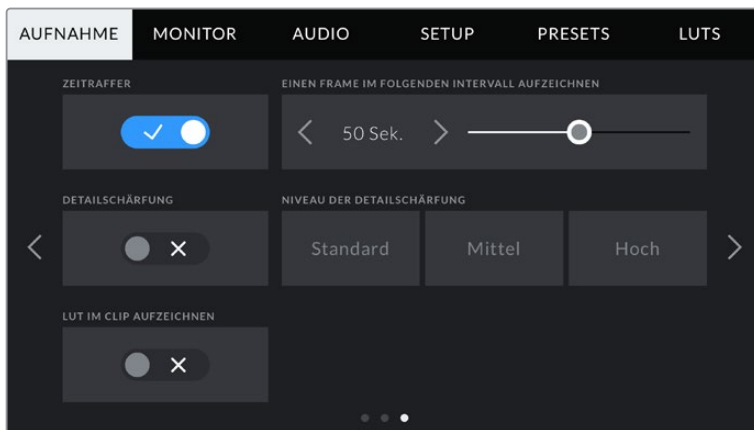 AUFNAHME MONITOR AUDIO SETUP PRESETS LUTS
ZEITRAFFER
EINEN FRAME IM FOLGENDEN INTERVALL AUFZEICHNEN
50 Sek.
DETAILSCHÄRFUNG
NIVEAU DER DETAILSCHÄRFUNG
Standard Mittel Hoch
LUT IM CLIP AUFZEICHNEN